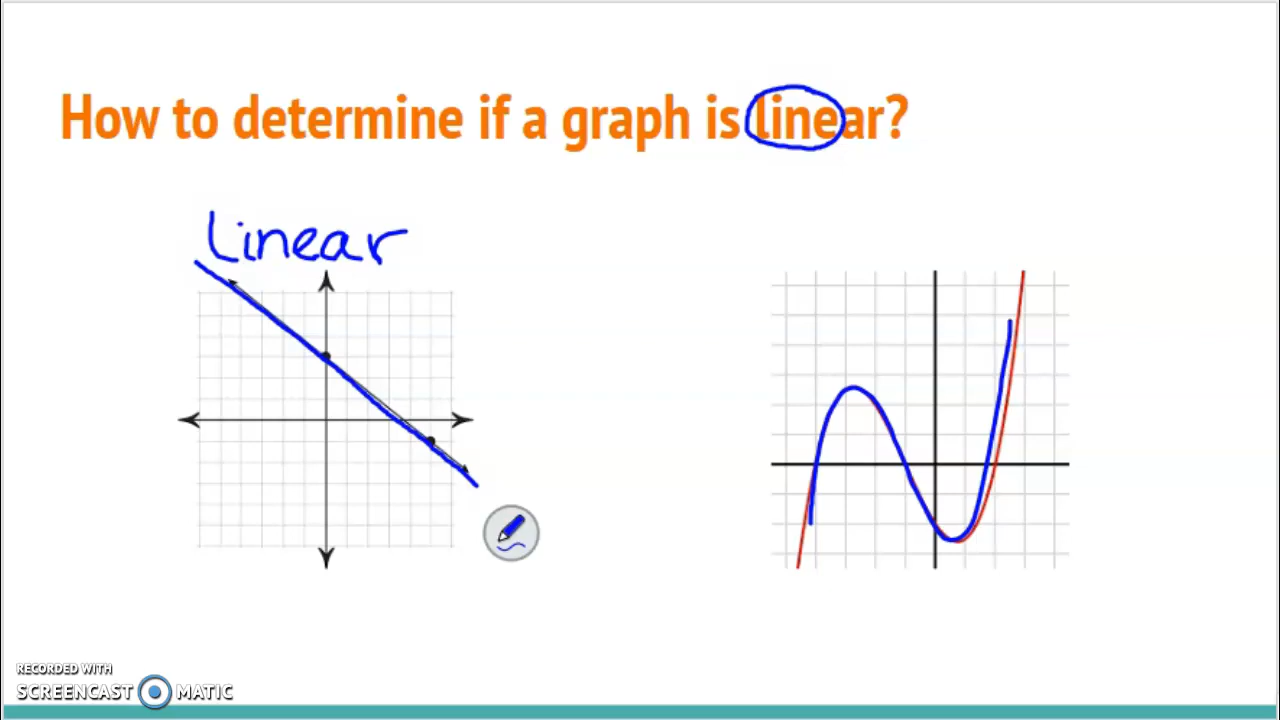 How to determine if a graph is linear?
Linear
RECORDED WITH
SCREENCAST MATIC